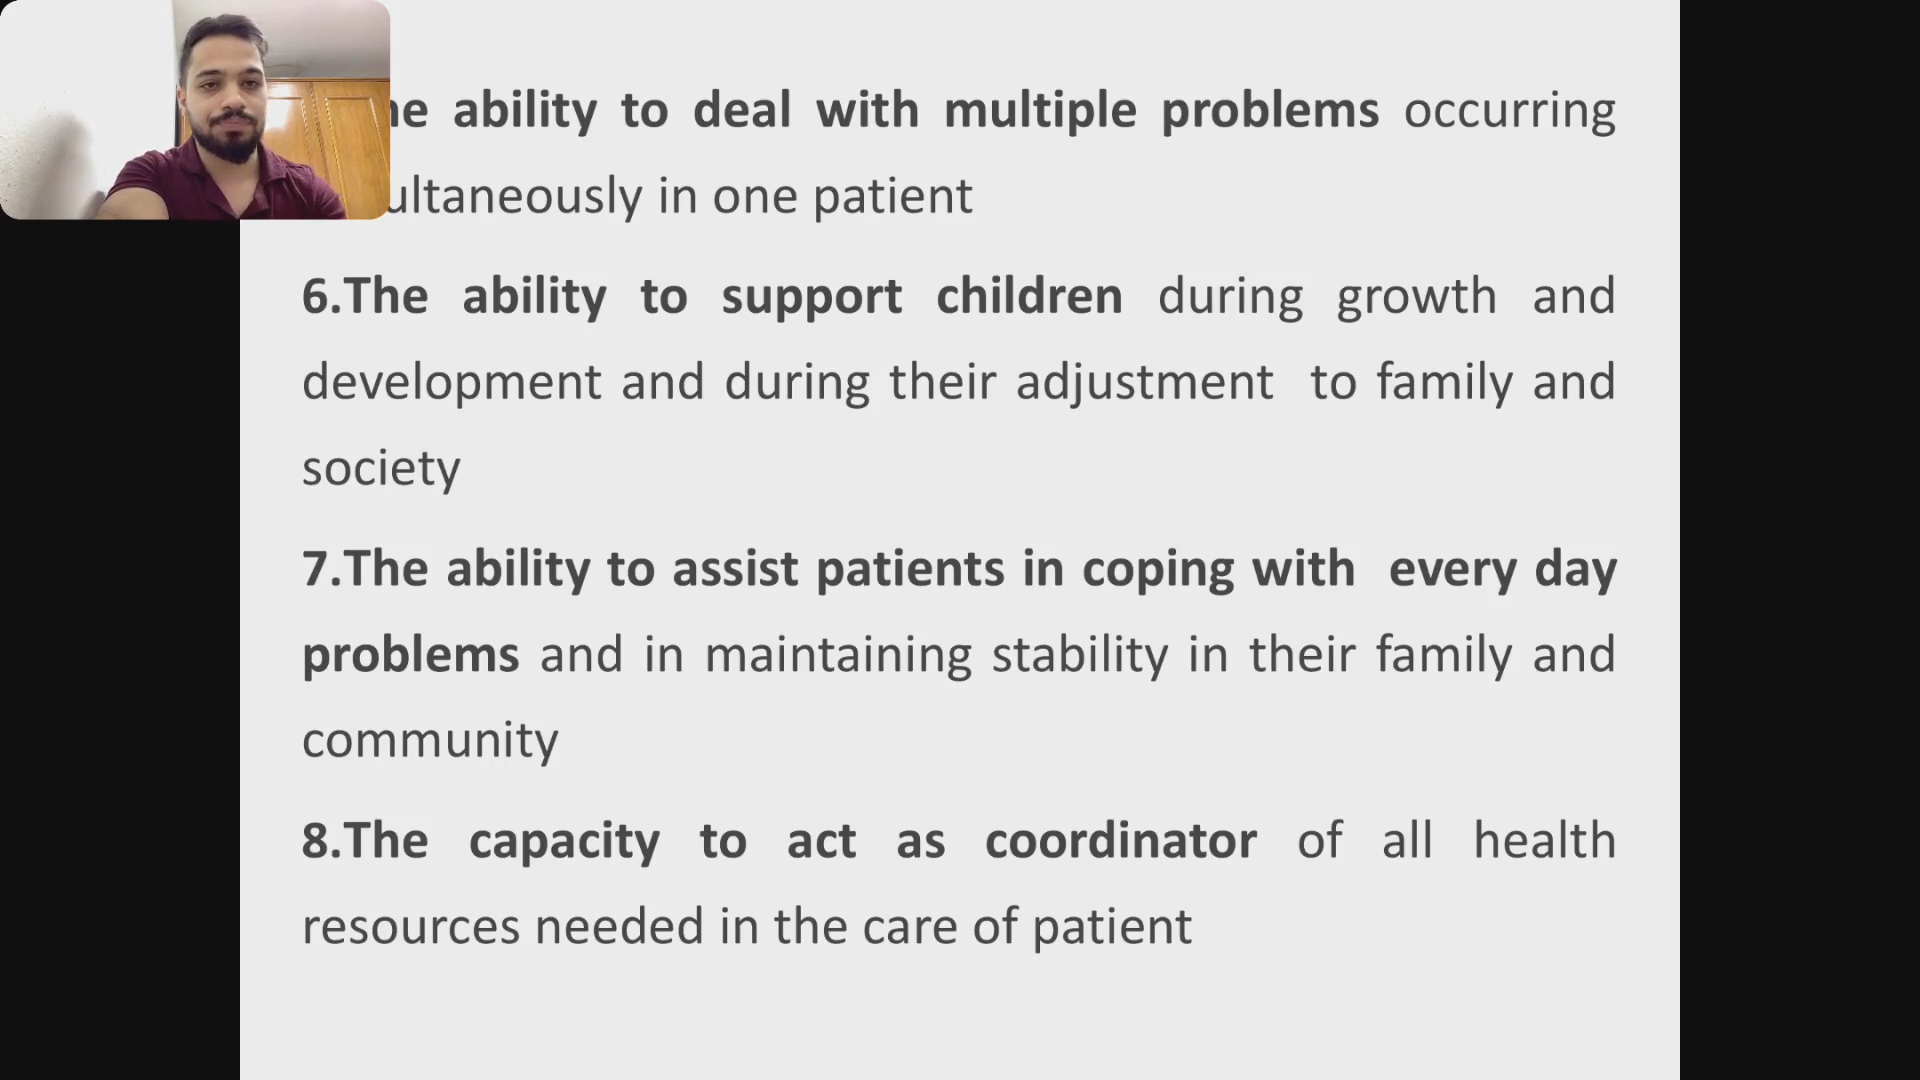 ability to deal with multiple problems occurring
in one patient
6.The ability to support children during growth and
development and during their adjustment to family and
society
7.The ability to assist patients in coping with every day
problems and in maintaining stability in their family and
community
8.The capacity to act as coordinator of all health
resources needed in the care of patient